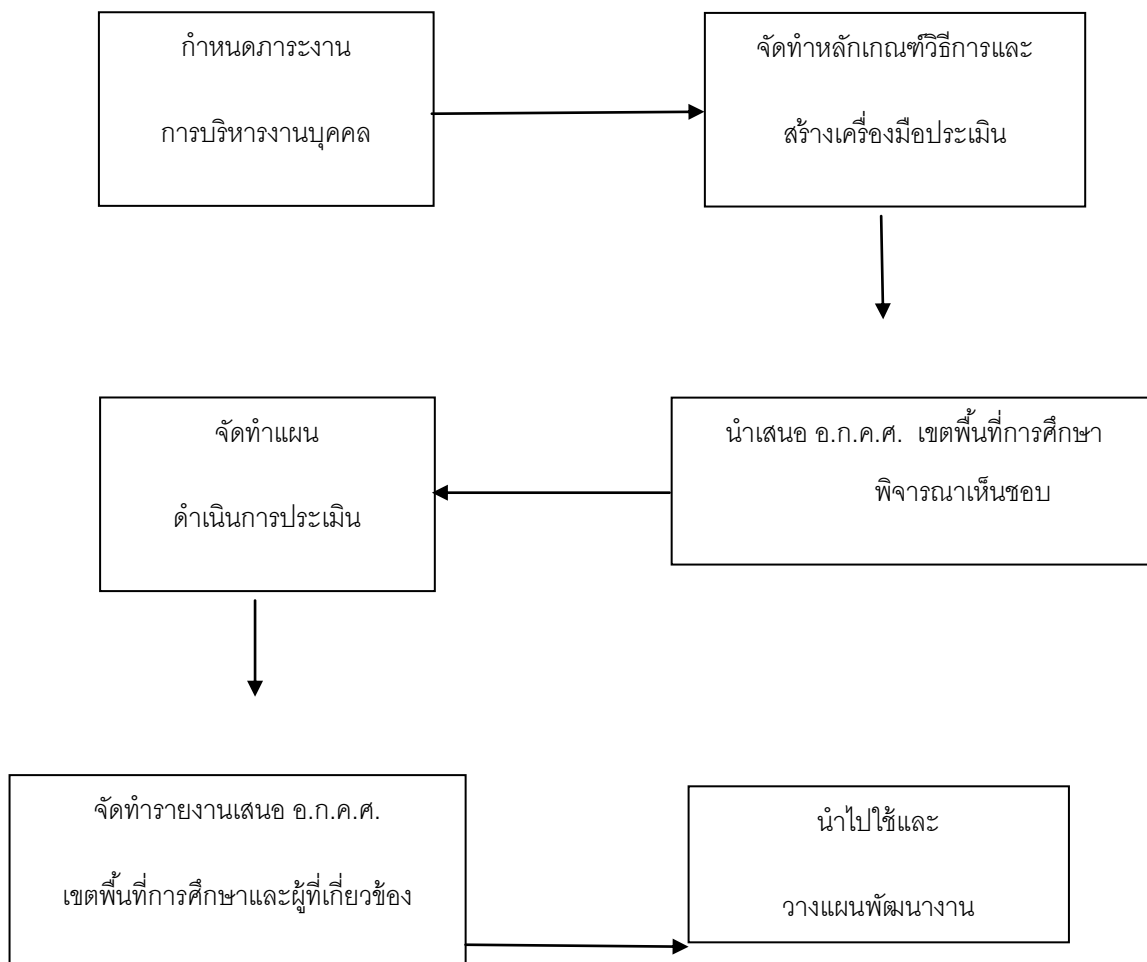 กำหนดภาระงาน
การบริหารงานบุคคล
จัดทำหลักเกณฑ์วิธีการและ
สร้างเครื่องมือประเมิน
นำเสนอ อ.ก.ค.ศ. เขตพื้นที่การศึกษา
พิจารณาเห็นชอบ
จัดทำแผน
ดำเนินการประเมิน
จัดทำรายงานเสนอ อ.ก.ค.ศ.
เขตพื้นที่การศึกษาและผู้ที่เกี่ยวข้อง
นำไปใช้และ
วางแผนพัฒนางาน